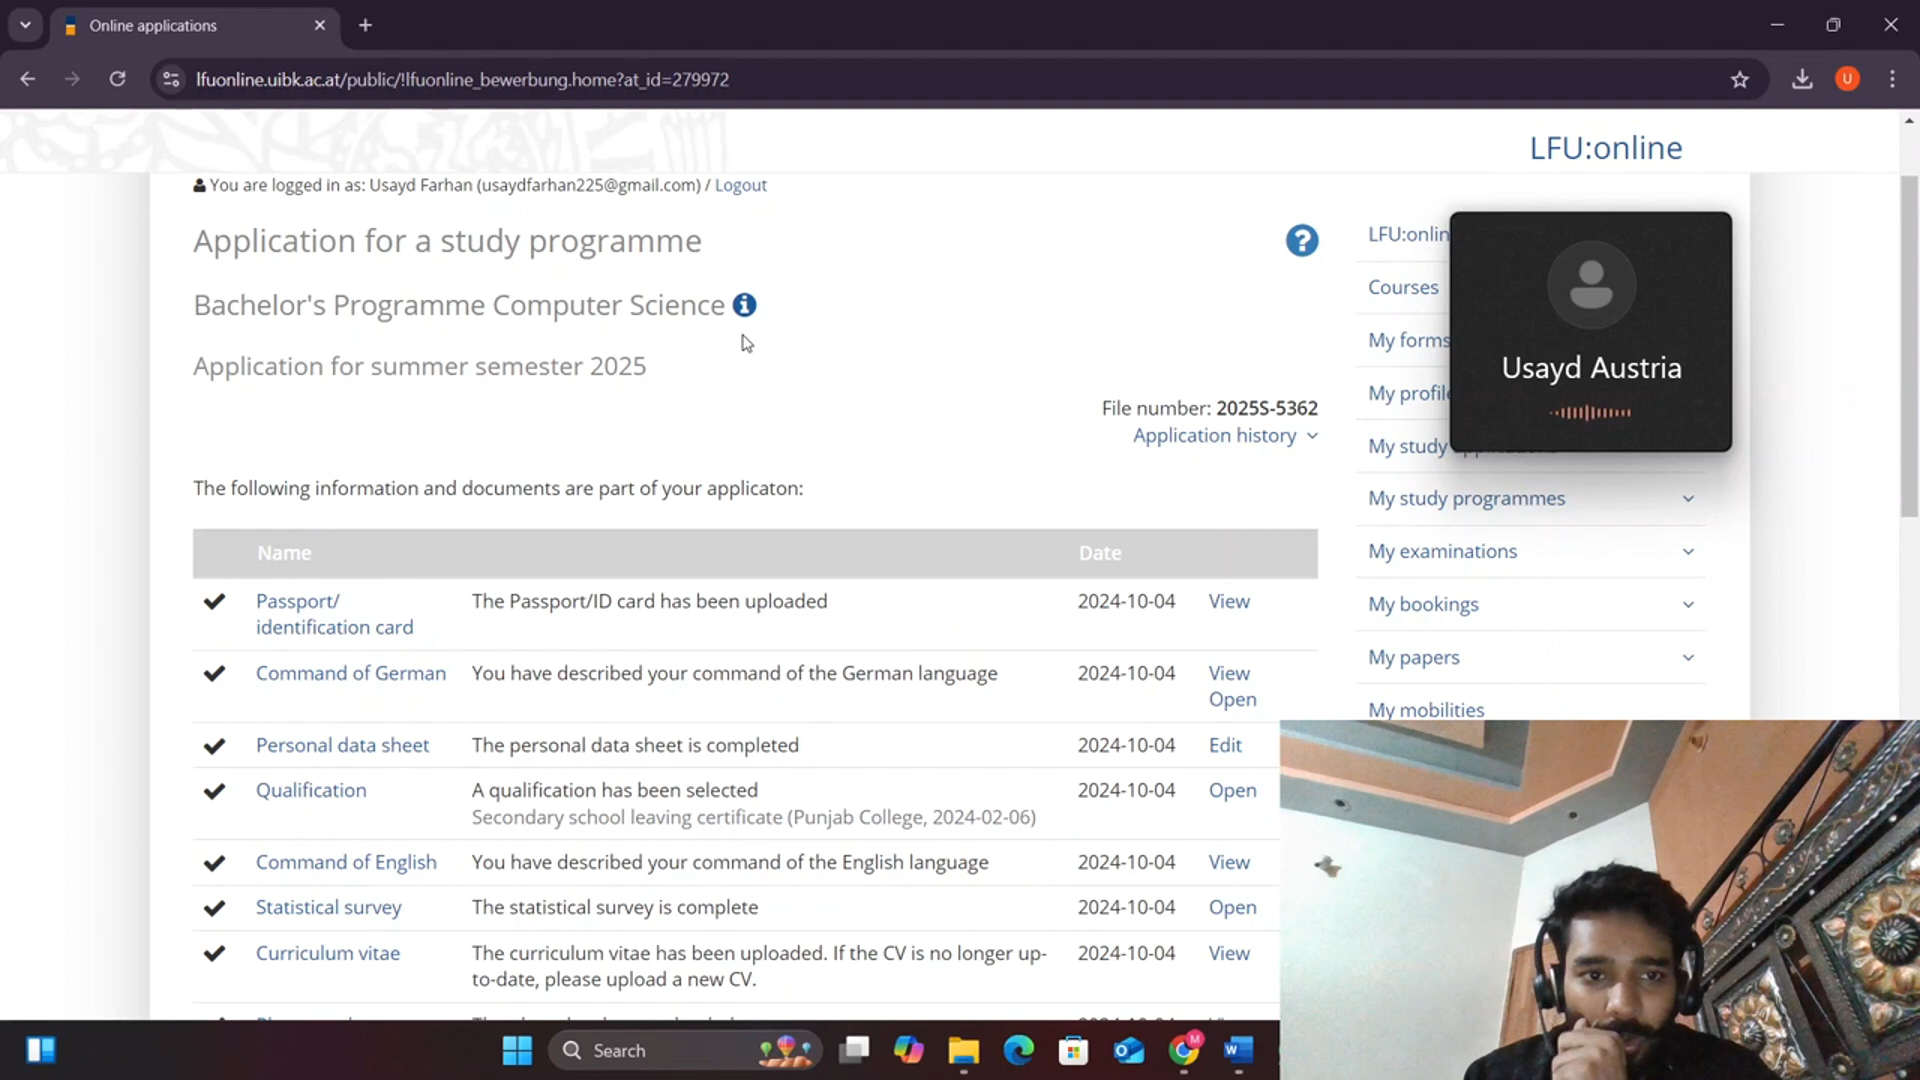 Online applications
lfuonline.uibk.ac.at/public/!lfuonline_bewerbung.home?at_id=279972
U
LFU:online
You are logged in as: Usayd Farhan (usaydfarhan225@gmail.com) / Logout
Application for a study programme
?
Bachelor's Programme Computer Science i
Application for summer semester 2025
File number: 2025S-5362
Application history
The following information and documents are part of your applicaton:
Name Date
Passport/ The Passport/ID card has been uploaded 2024-10-04 View
identification card
Command of German You have described your command of the German language 2024-10-04 View
Open
Personal data sheet The personal data sheet is completed 2024-10-04 Edit
Qualification A qualification has been selected 2024-10-04 Open
Secondary school leaving certificate (Punjab College, 2024-02-06)
Command of English You have described your command of the English language 2024-10-04 View
Statistical survey The statistical survey is complete 2024-10-04 Open
Curriculum vitae The curriculum vitae has been uploaded. If the CV is no longer up- 2024-10-04 View
to-date, please upload a new CV.
LFU:onlin
Courses
My forms
My profile
My study
My study programmes
My examinations
My bookings
My papers
My mobilities
Usayd Austria
Search
M